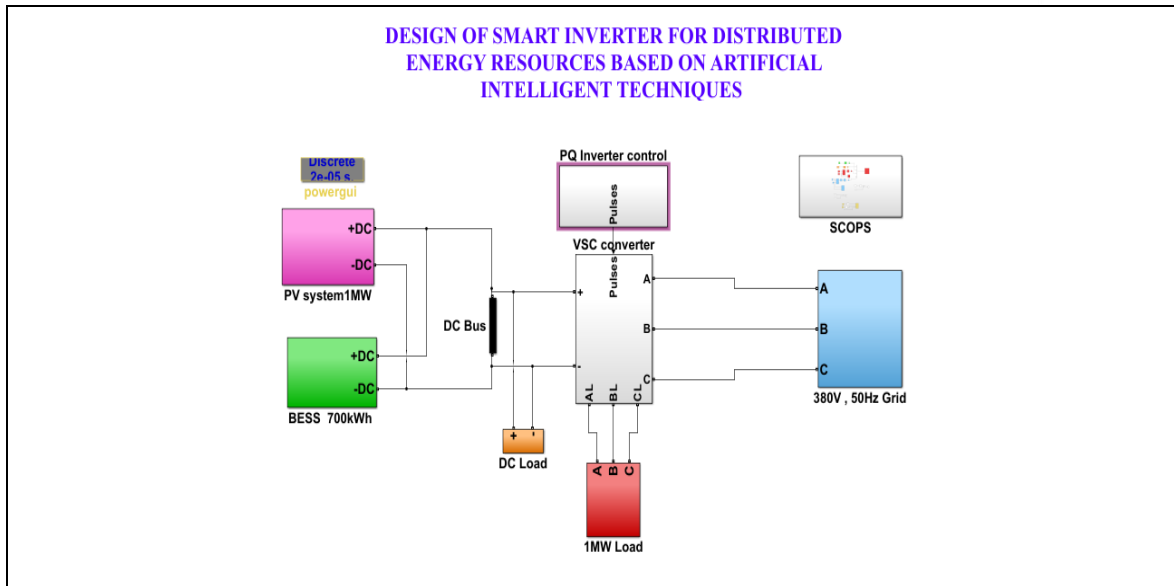 DESIGN OF SMART INVERTER FOR DISTRIBUTED
ENERGY RESOURCES BASED ON ARTIFICIAL
INTELLIGENT TECHNIQUES
Discrete
2e-05 s.
powergui
PQ Inverter control
Pulses
SCOPS
+DC
-DC
PV system1MW
VSC converter
Pulses
+
-
A
B
C
AL
BL
CL
DC Bus
+DC
-DC
BESS 700kWh
A
B
C
380V , 50Hz Grid
+
-
DC Load
A
B
C
1MW Load